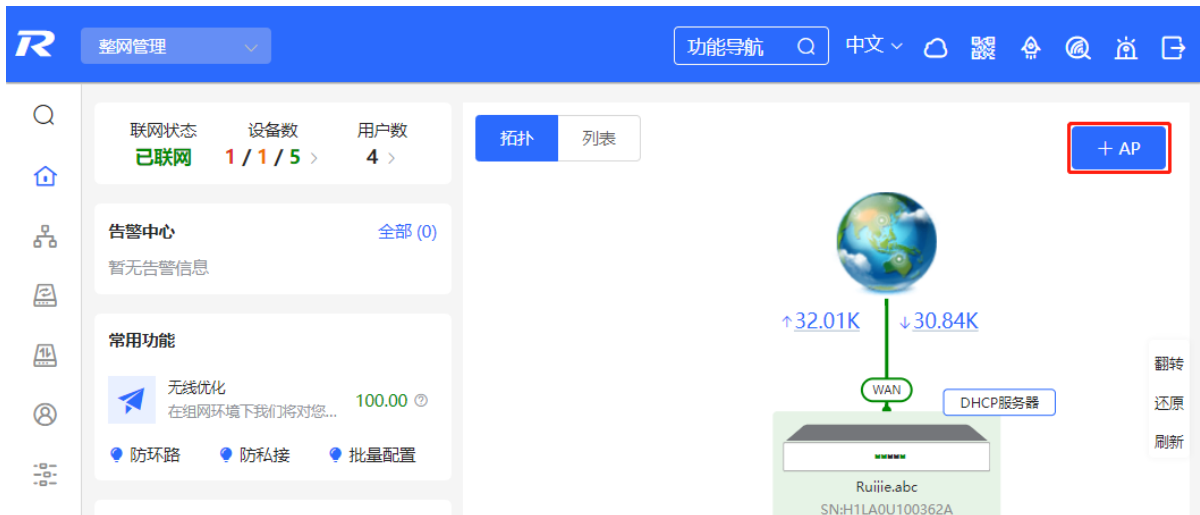 整网管理
功能导航
中文
联网状态 设备数 用户数
已联网 1 / 1 / 5 > 4 >
拓扑 列表
+ AP
告警中心 全部 (0)
暂无告警信息
↑32.01K ↓30.84K
常用功能
无线优化
在组网环境下我们将对您... 100.00
防环路 防私接 批量配置
WAN
DHCP服务器
Ruijie.abc
SN:H1LA0U100362A
翻转
还原
刷新